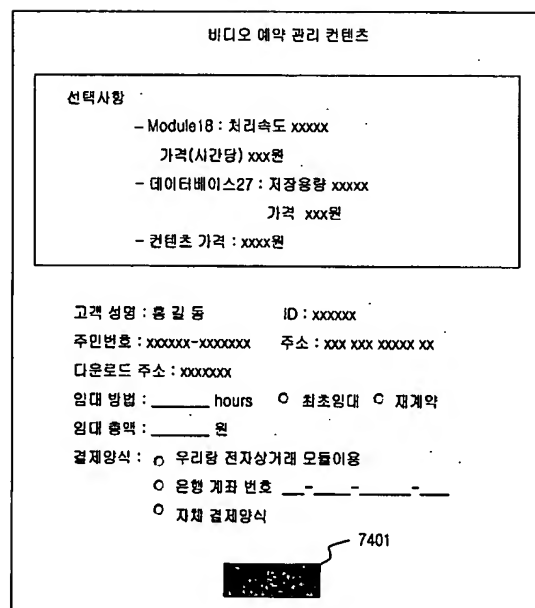 비디오 예약 관리 컨텐츠
선택사항
– Module18 : 처리속도 xxxxx
가격(시간당) xxx원
– 데이터베이스27 : 저장용량 xxxxx
가격 xxx원
– 컨텐츠 가격 : xxxx원
고객 성명 : 홍 길 동 ID : xxxxxx
주민번호 : xxxxxx-xxxxxxx 주소 : xxx xxx xxxxx xx
다운로드 주소 : xxxxxxx
임대 방법 : ______ hours ○ 최초임대 ○ 재계약
임대 총액 : ______ 원
결제양식 : ○ 우리랑 전자상거래 모듈이용
○ 은행 계좌 번호 __-___-____-___
○ 자체 결제양식
7401